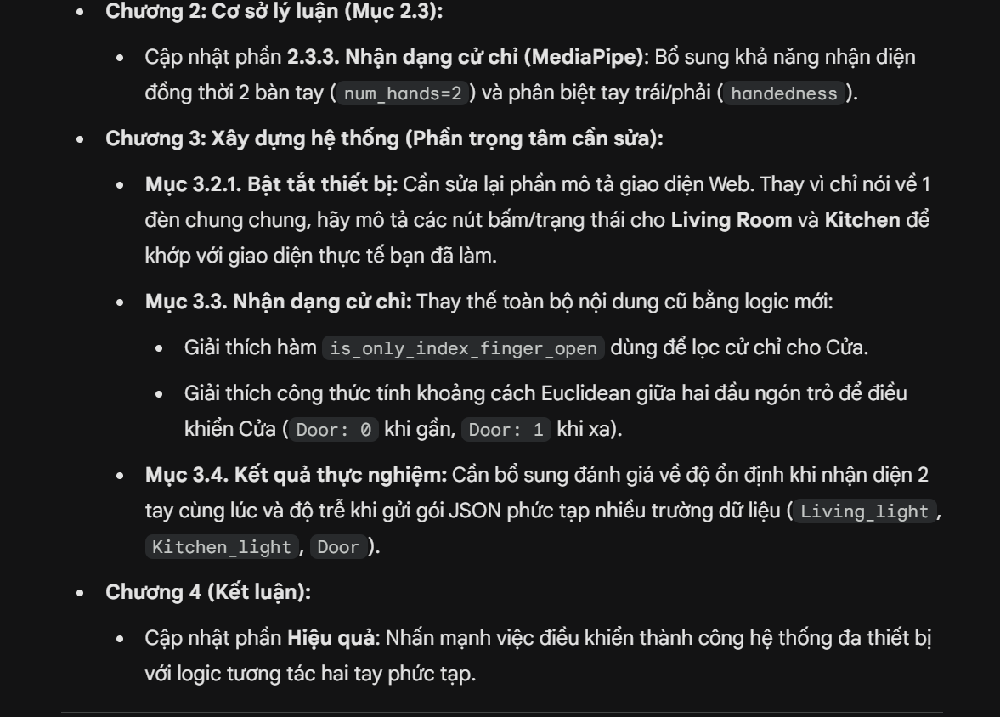 • Chương 2: Cơ sở lý luận (Mục 2.3):
• Cập nhật phần 2.3.3. Nhận dạng cử chỉ (MediaPipe): Bổ sung khả năng nhận diện
đồng thời 2 bàn tay (num_hands=2) và phân biệt tay trái/phải (handedness).
• Chương 3: Xây dựng hệ thống (Phần trọng tâm cần sửa):
• Mục 3.2.1. Bật tắt thiết bị: Cần sửa lại phần mô tả giao diện Web. Thay vì chỉ nói về 1
đèn chung chung, hãy mô tả các nút bấm/trạng thái cho Living Room và Kitchen để
khớp với giao diện thực tế bạn đã làm.
• Mục 3.3. Nhận dạng cử chỉ: Thay thế toàn bộ nội dung cũ bằng logic mới:
• Giải thích hàm is_only_index_finger_open dùng để lọc cử chỉ cho Cửa.
• Giải thích công thức tính khoảng cách Euclidean giữa hai đầu ngón trỏ để điều
khiển Cửa (Door: 0 khi gần, Door: 1 khi xa).
• Mục 3.4. Kết quả thực nghiệm: Cần bổ sung đánh giá về độ ổn định khi nhận diện 2
tay cùng lúc và độ trễ khi gửi gói JSON phức tạp nhiều trường dữ liệu (Living_light,
Kitchen_light, Door).
• Chương 4 (Kết luận):
• Cập nhật phần Hiệu quả: Nhấn mạnh việc điều khiển thành công hệ thống đa thiết bị
với logic tương tác hai tay phức tạp.